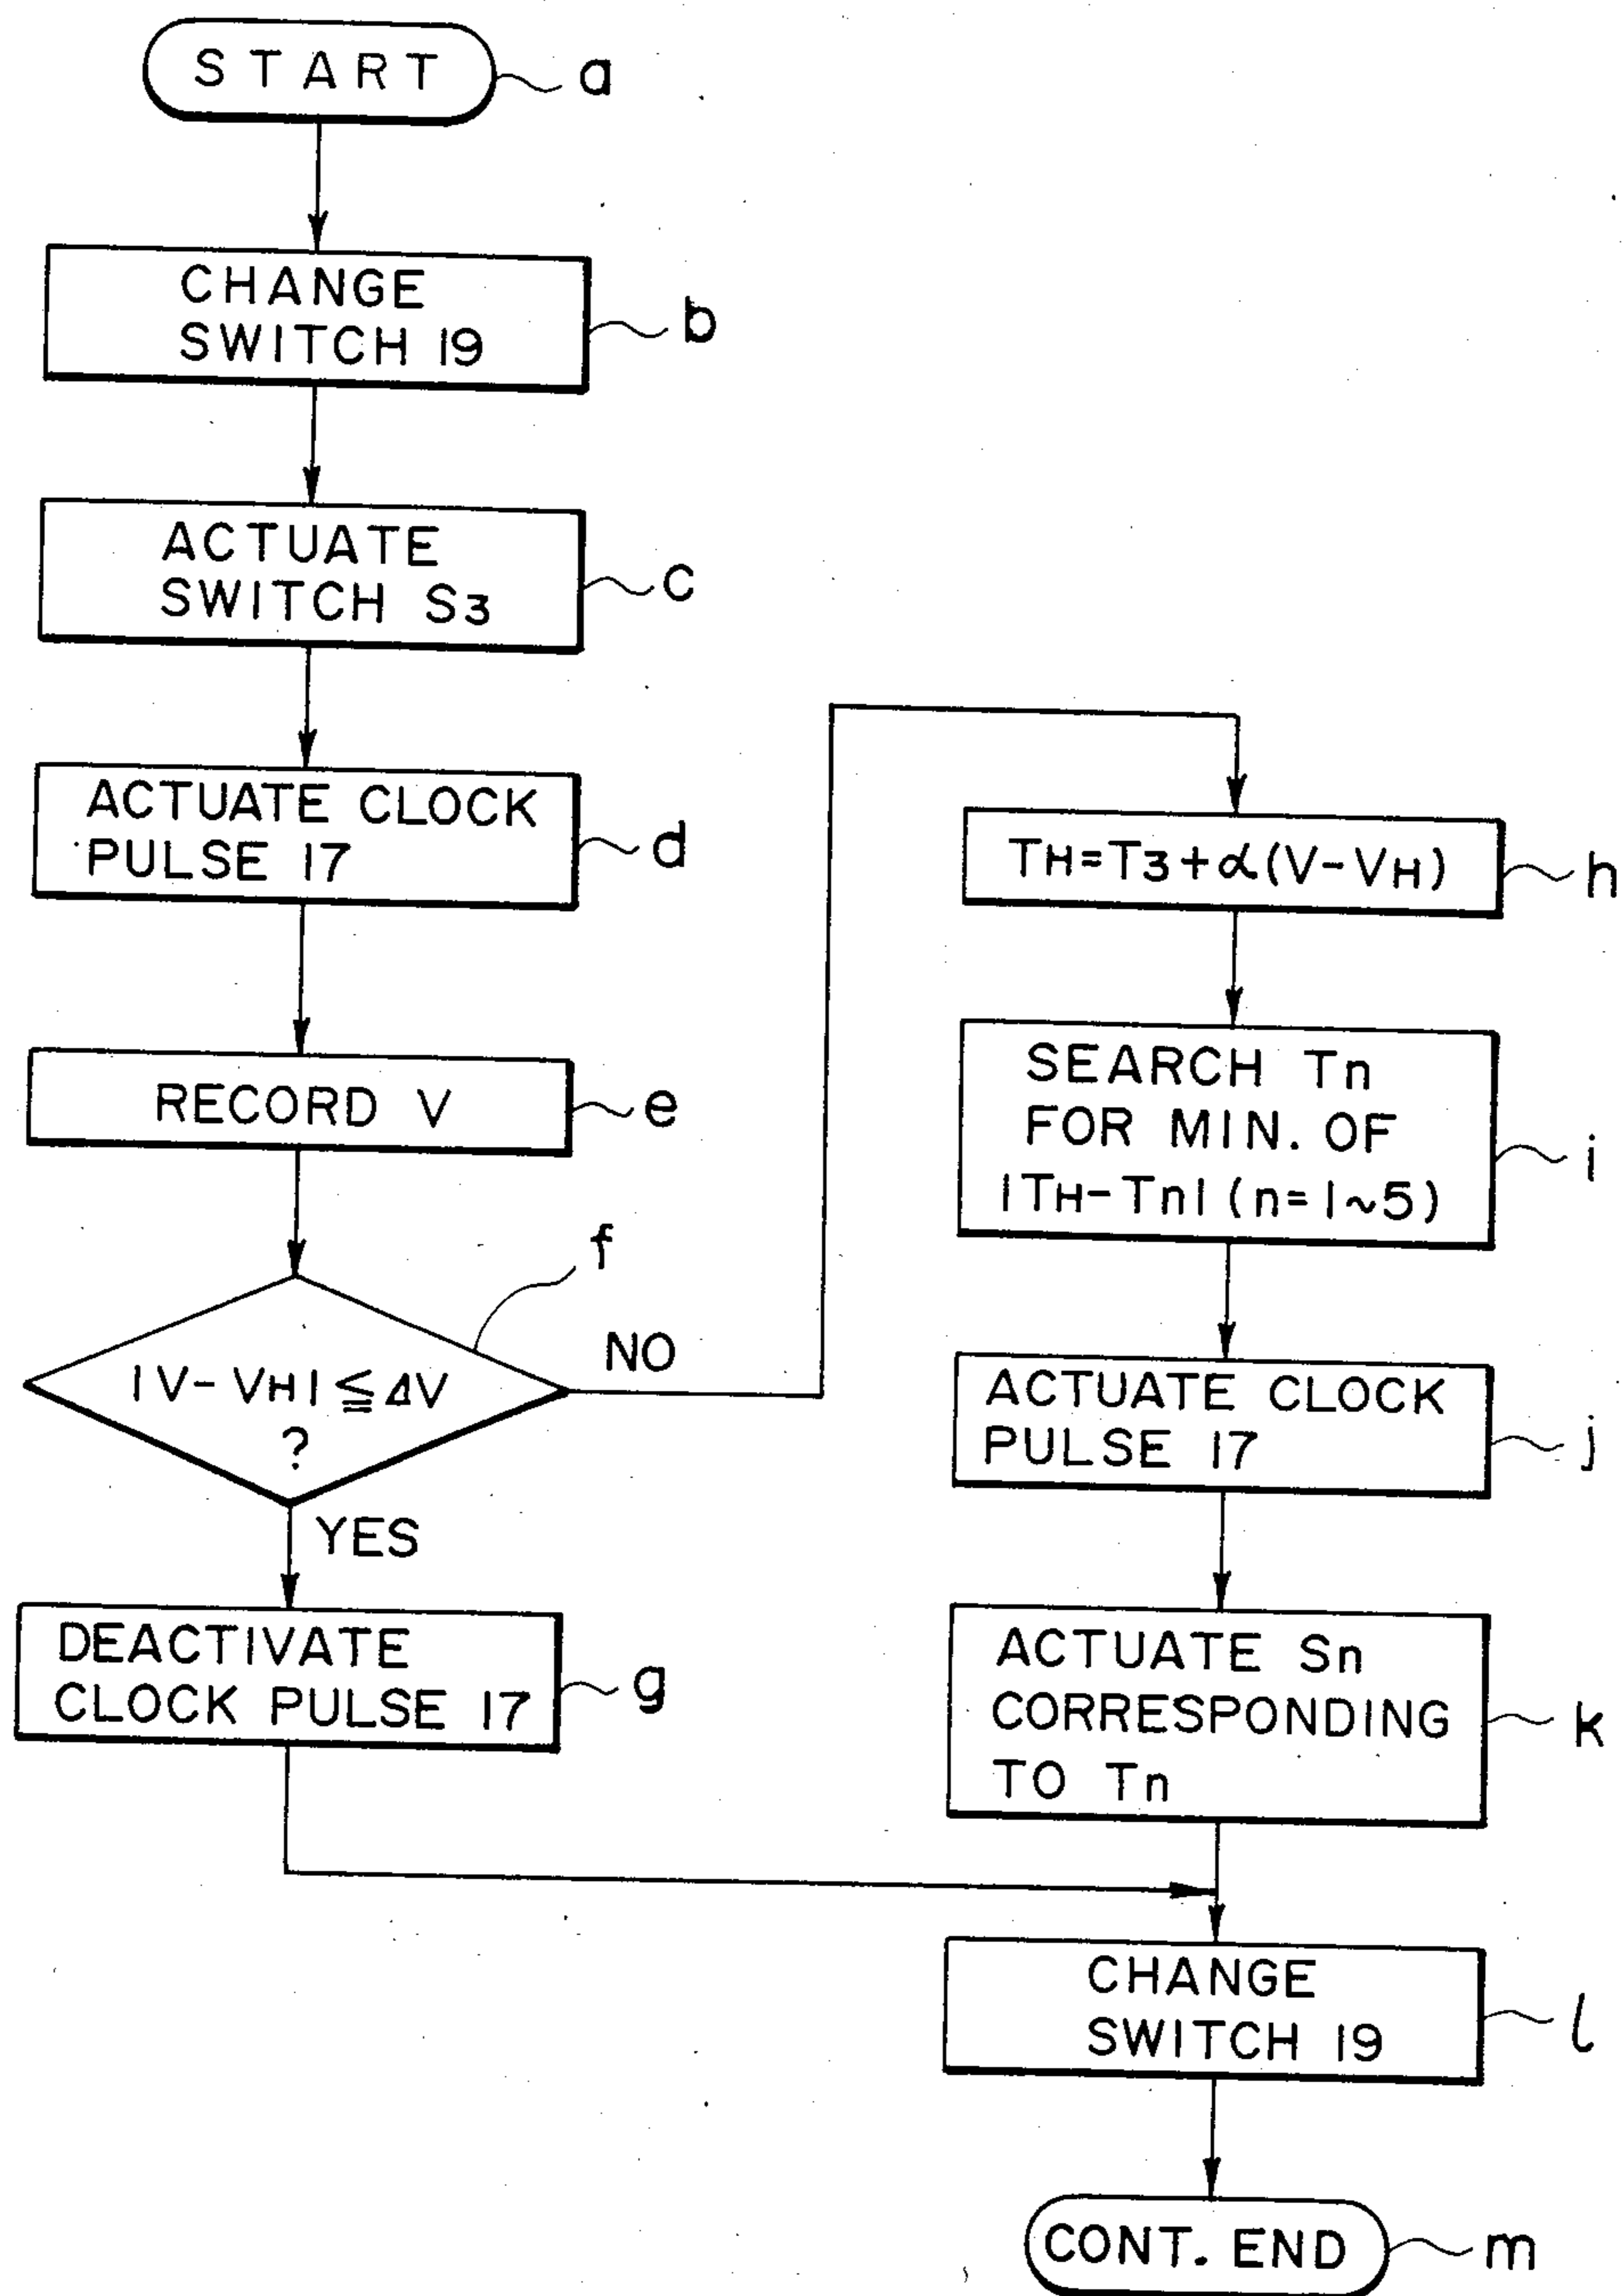 START
a
CHANGE
SWITCH 19
b
ACTUATE
SWITCH S3
c
ACTUATE CLOCK
PULSE 17
d
RECORD V
e
f
|V-VH|≦ΔV
?
NO
YES
DEACTIVATE
CLOCK PULSE 17
g
TH=T3+α(V-VH)
h
SEARCH Tn
FOR MIN. OF
|TH-Tn| (n=1~5)
i
ACTUATE CLOCK
PULSE 17
j
ACTUATE Sn
CORRESPONDING
TO Tn
k
CHANGE
SWITCH 19
l
CONT. END
m